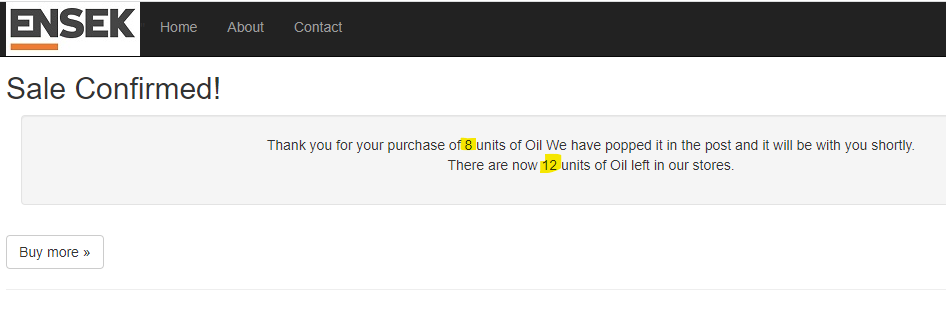 ENSEK Home About Contact
Sale Confirmed!
Thank you for your purchase of 8 units of Oil We have popped it in the post and it will be with you shortly.
There are now 12 units of Oil left in our stores.
Buy more »